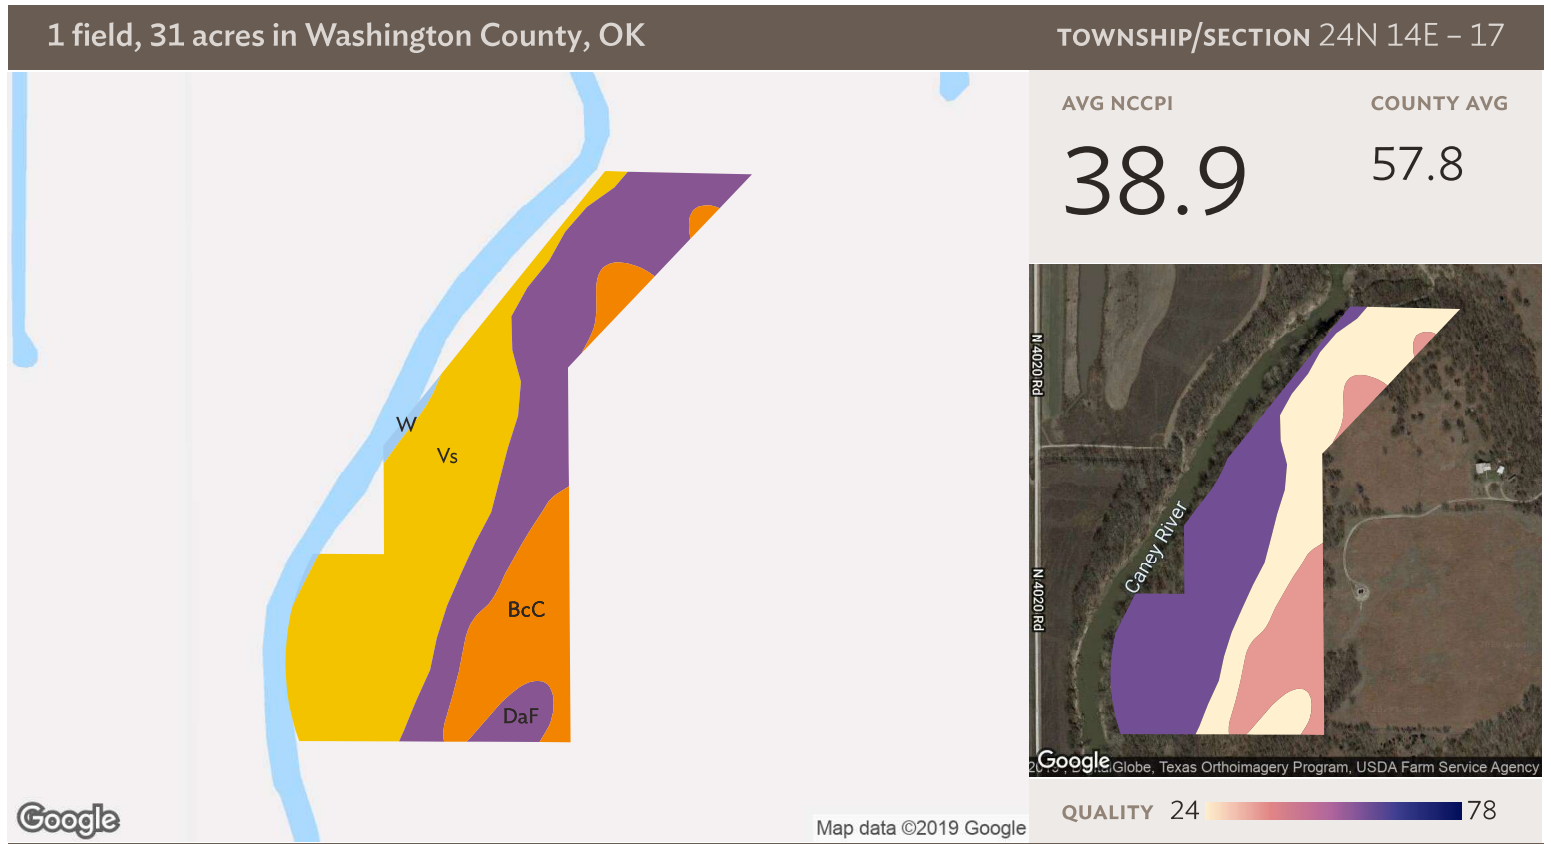 1 field, 31 acres in Washington County, OK
TOWNSHIP/SECTION 24N 14E – 17
AVG NCCPI
COUNTY AVG
38.9
57.8
W
Vs
BcC
DaF
Google
Map data ©2019 Google
N 4020 Rd
N 4020 Rd
Caney River
Google
Globe, Texas Orthoimagery Program, USDA Farm Service Agency
QUALITY 24 78